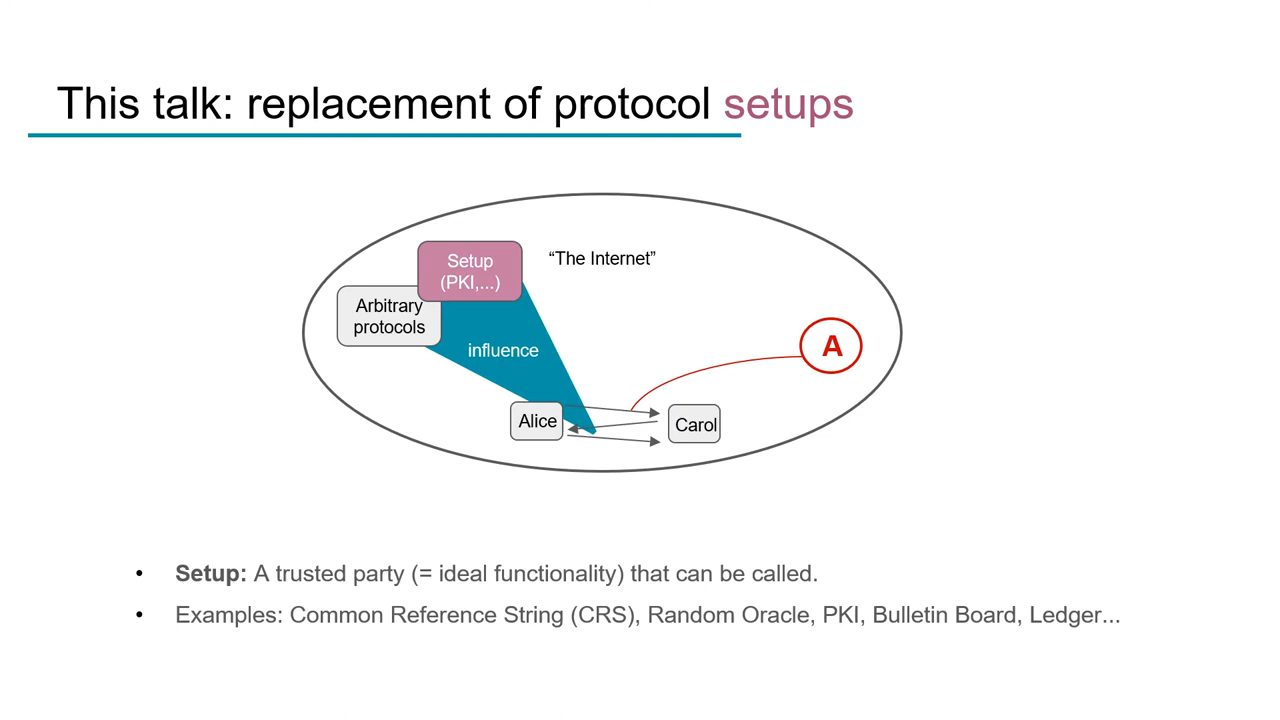 This talk: replacement of protocol setups
Setup
(PKI,...)
“The Internet”
Arbitrary
protocols
influence
A
Alice
Carol
• Setup: A trusted party (= ideal functionality) that can be called.
• Examples: Common Reference String (CRS), Random Oracle, PKI, Bulletin Board, Ledger...